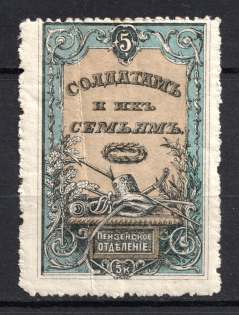 5
СОЛДАТАМЪ
И ИХЪ
СЕМЬЯМЪ.
ПЕНЗЕНСКОЕ
ОТДѢЛЕНІЕ.
5к